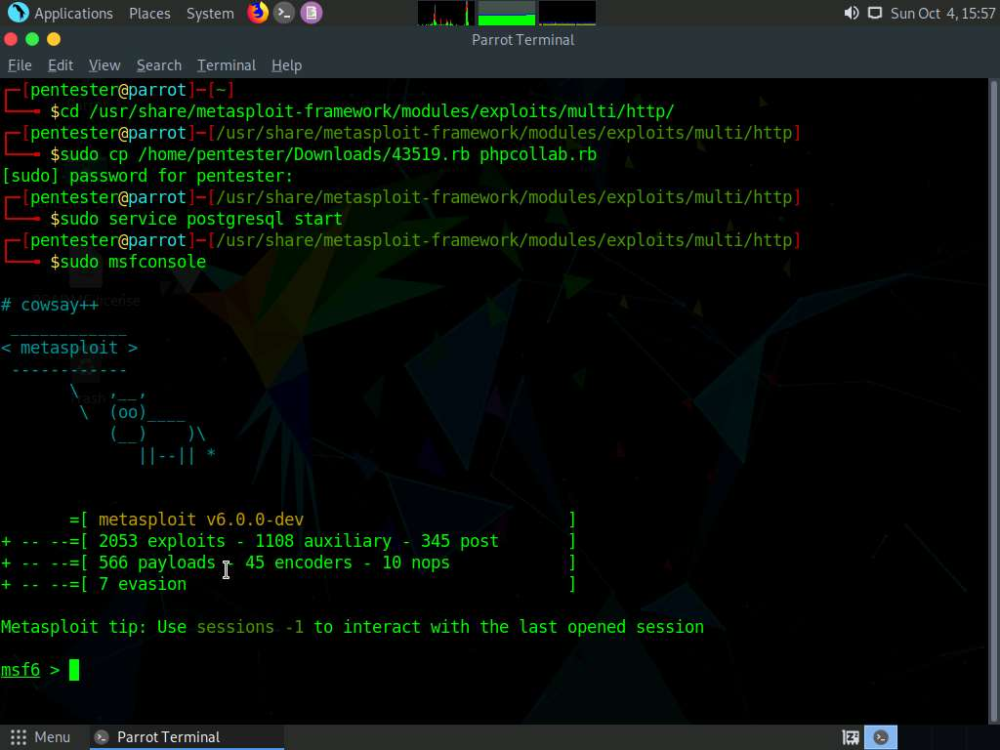 Applications Places System Sun Oct 4, 15:57
Parrot Terminal
File Edit View Search Terminal Help
┌─[pentester@parrot]─[~]
└──╼ $cd /usr/share/metasploit-framework/modules/exploits/multi/http/
┌─[pentester@parrot]─[/usr/share/metasploit-framework/modules/exploits/multi/http]
└──╼ $sudo cp /home/pentester/Downloads/43519.rb phpcollab.rb
[sudo] password for pentester:
┌─[pentester@parrot]─[/usr/share/metasploit-framework/modules/exploits/multi/http]
└──╼ $sudo service postgresql start
┌─[pentester@parrot]─[/usr/share/metasploit-framework/modules/exploits/multi/http]
└──╼ $sudo msfconsole
# cowsay++
 ____________
< metasploit >
 ------------
       \   ,__,
        \  (oo)____
           (__)    )\
              ||--|| *
       =[ metasploit v6.0.0-dev                           ]
+ -- --=[ 2053 exploits - 1108 auxiliary - 345 post       ]
+ -- --=[ 566 payloads - 45 encoders - 10 nops            ]
+ -- --=[ 7 evasion                                       ]
Metasploit tip: Use sessions -1 to interact with the last opened session
msf6 >
Menu Parrot Terminal